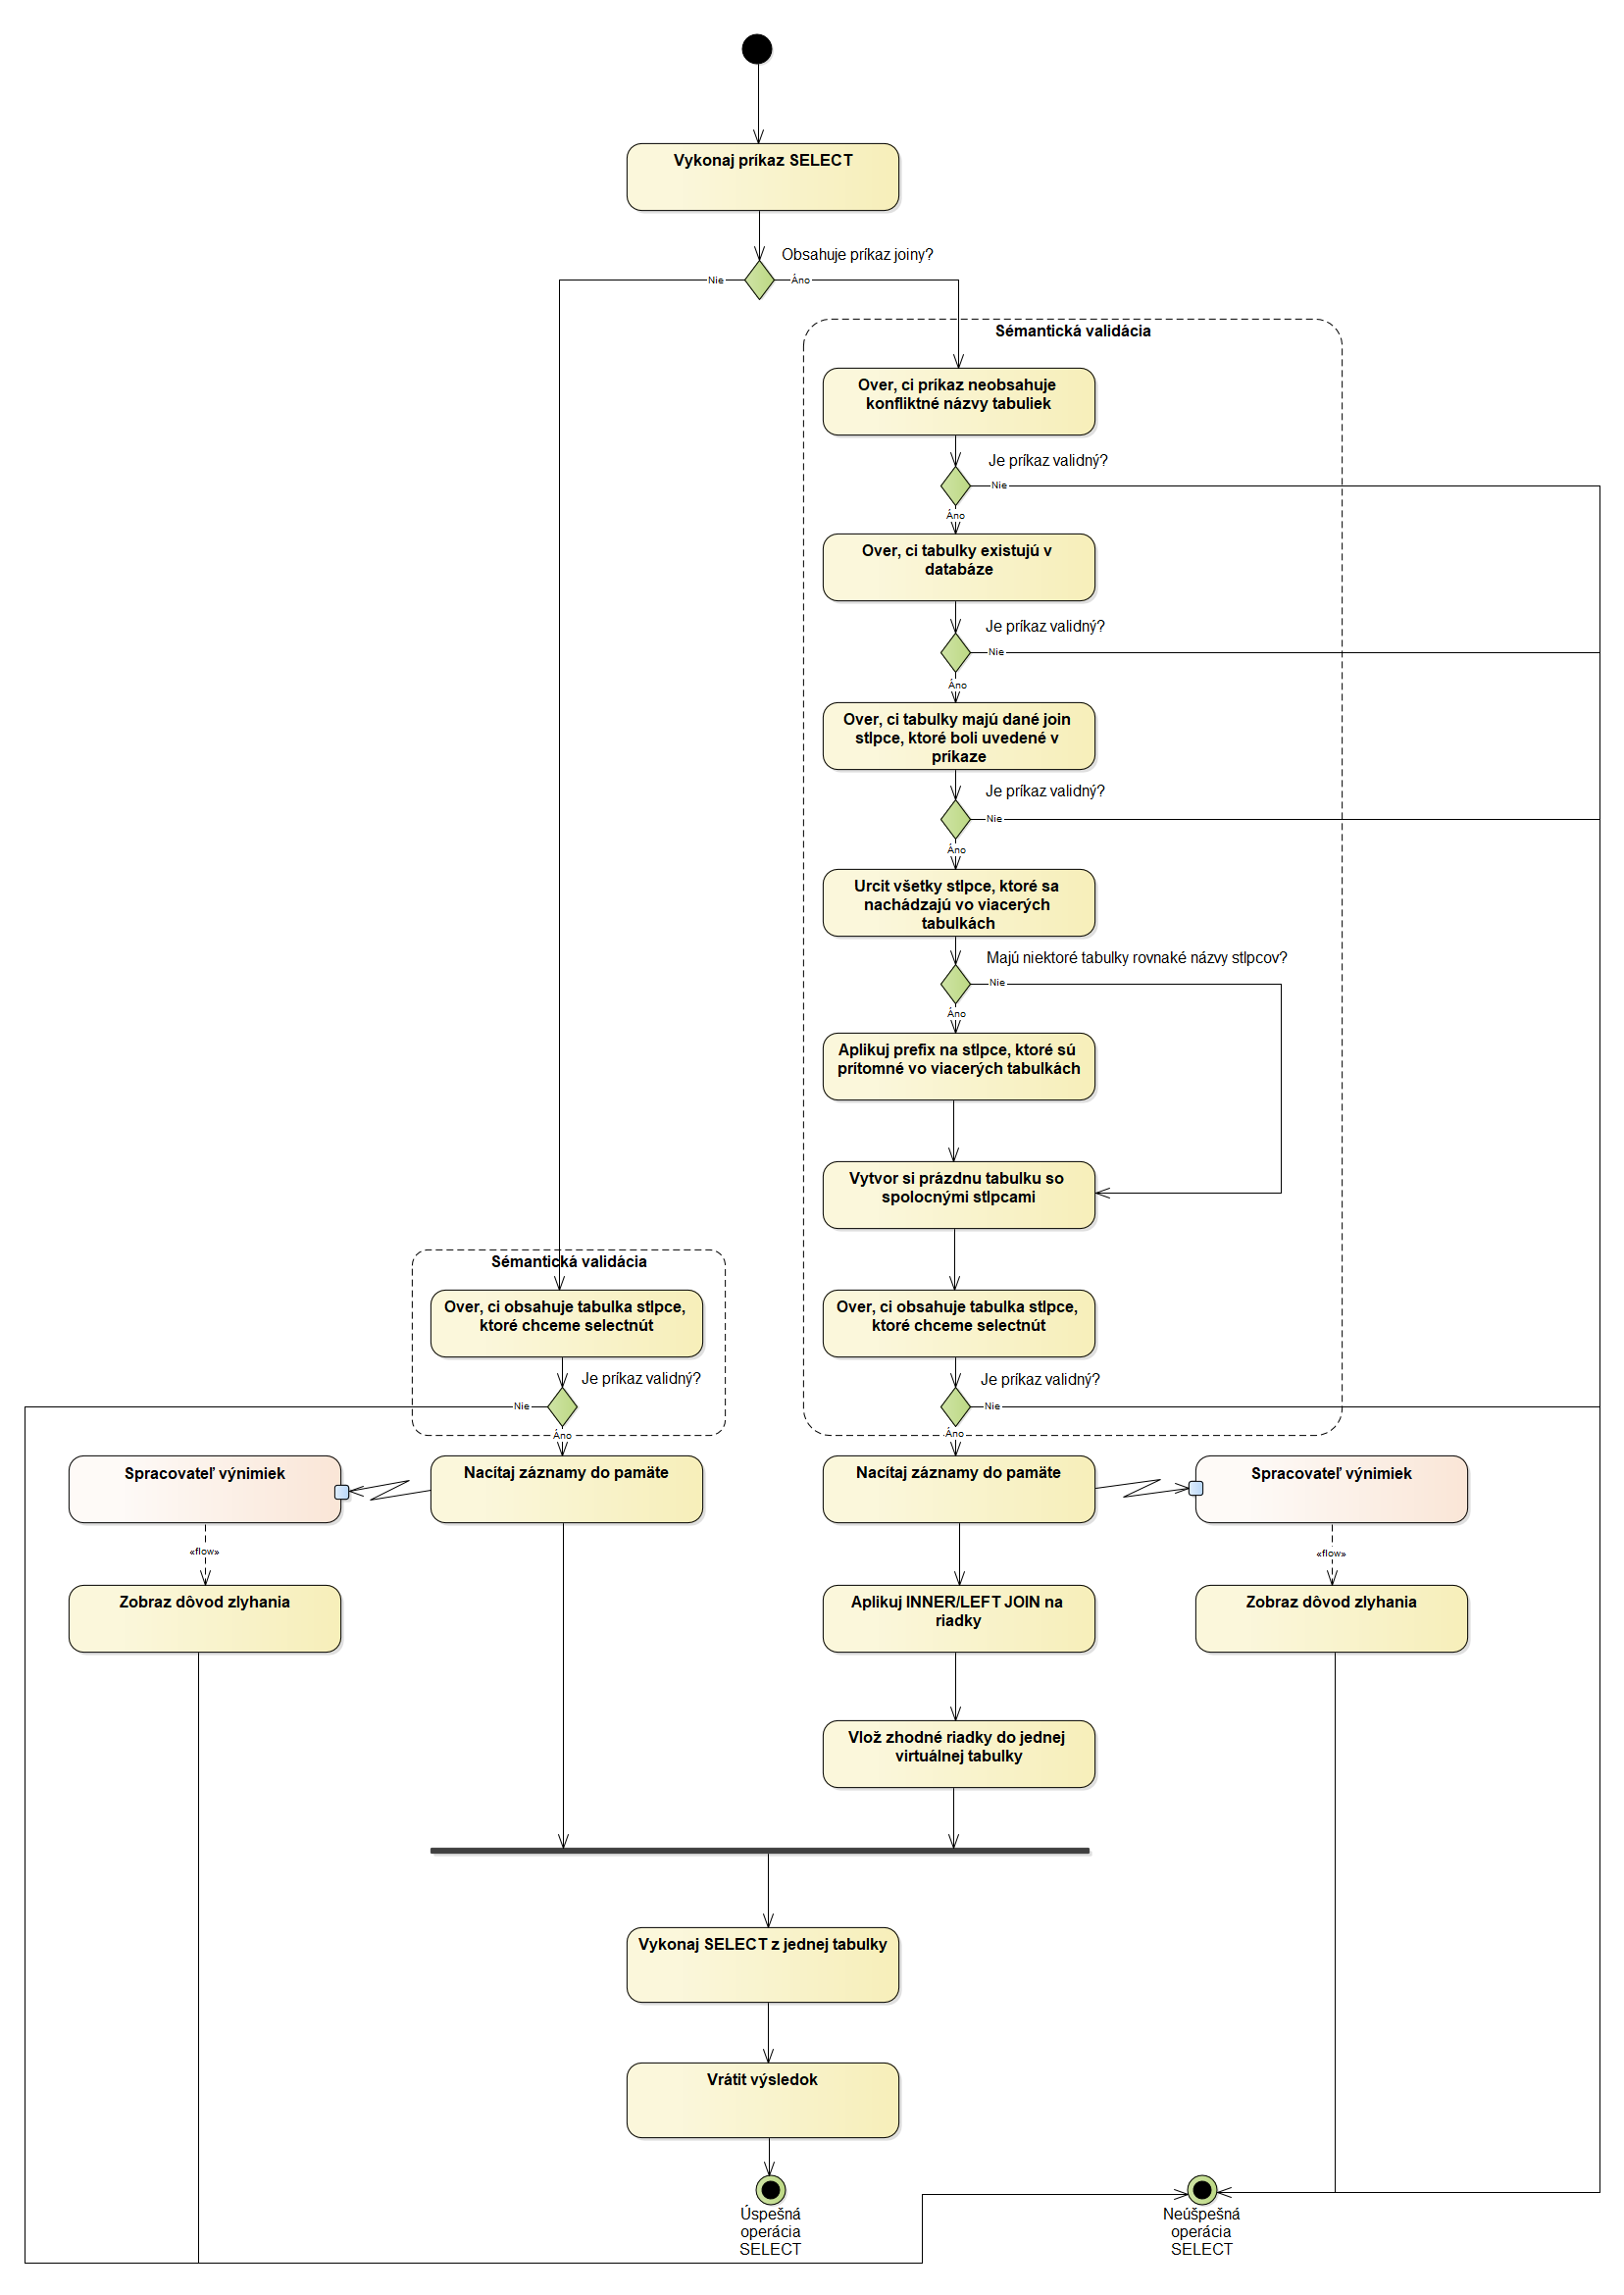 Vykonaj príkaz SELECT
Obsahuje príkaz joiny?
Nie
Áno
Sémantická validácia
Over, ci príkaz neobsahuje
konfliktné názvy tabuliek
Je príkaz validný?
Nie
Áno
Over, ci tabulky existujú v
databáze
Je príkaz validný?
Nie
Áno
Over, ci tabulky majú dané join
stlpce, ktoré boli uvedené v
príkaze
Je príkaz validný?
Nie
Áno
Urcit všetky stlpce, ktoré sa
nachádzajú vo viacerých
tabulkách
Majú niektoré tabulky rovnaké názvy stlpcov?
Nie
Áno
Aplikuj prefix na stlpce, ktoré sú
prítomné vo viacerých tabulkách
Vytvor si prázdnu tabulku so
spolocnými stlpcami
Sémantická validácia
Over, ci obsahuje tabulka stlpce,
ktoré chceme selectnút
Over, ci obsahuje tabulka stlpce,
ktoré chceme selectnút
Je príkaz validný?
Je príkaz validný?
Nie
Nie
Áno
Áno
Spracovateľ výnimiek
Nacítaj záznamy do pamäte
Nacítaj záznamy do pamäte
Spracovateľ výnimiek
«flow»
«flow»
Zobraz dôvod zlyhania
Aplikuj INNER/LEFT JOIN na
riadky
Zobraz dôvod zlyhania
Vlož zhodné riadky do jednej
virtuálnej tabulky
Vykonaj SELECT z jednej tabulky
Vrátit výsledok
Úspešná
operácia
SELECT
Neúšpešná
operácia
SELECT